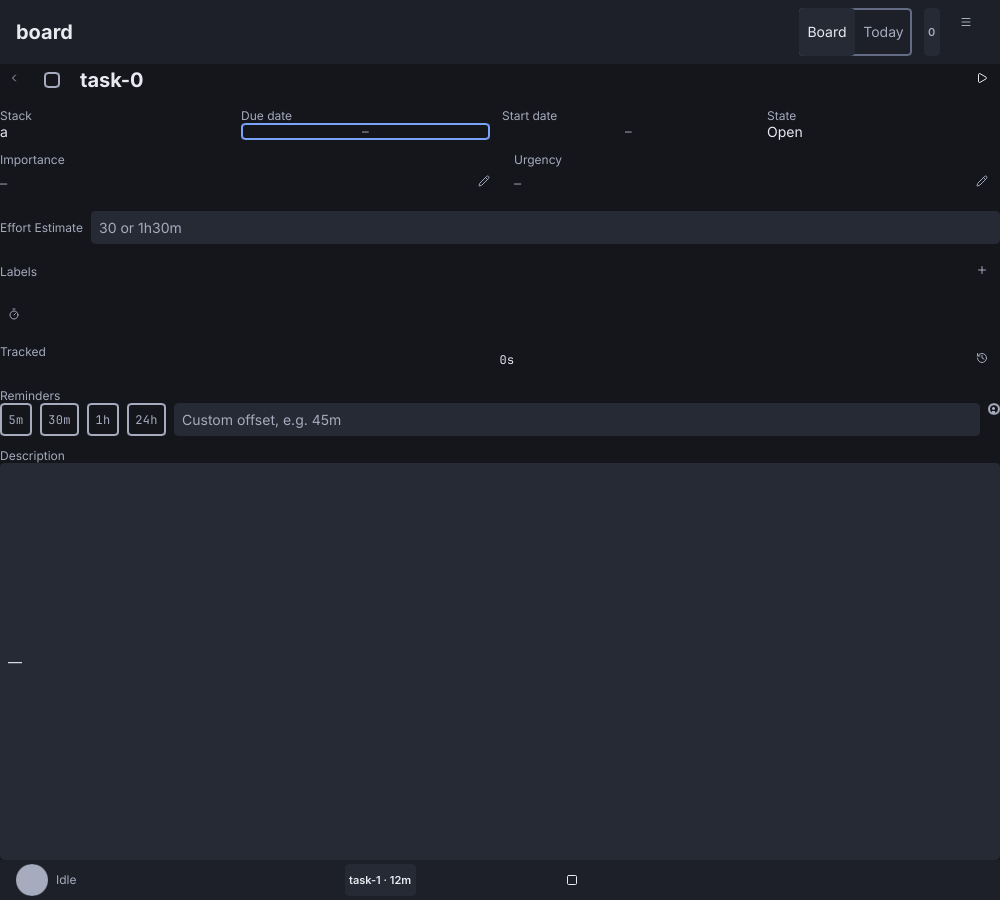 board Board Today 0
task-0
Stack Due date Start date State
a – – Open
Importance Urgency
– –
Effort Estimate 30 or 1h30m
Labels
Tracked
0s
Reminders
5m 30m 1h 24h Custom offset, e.g. 45m
Description
—
Idle task-1 · 12m